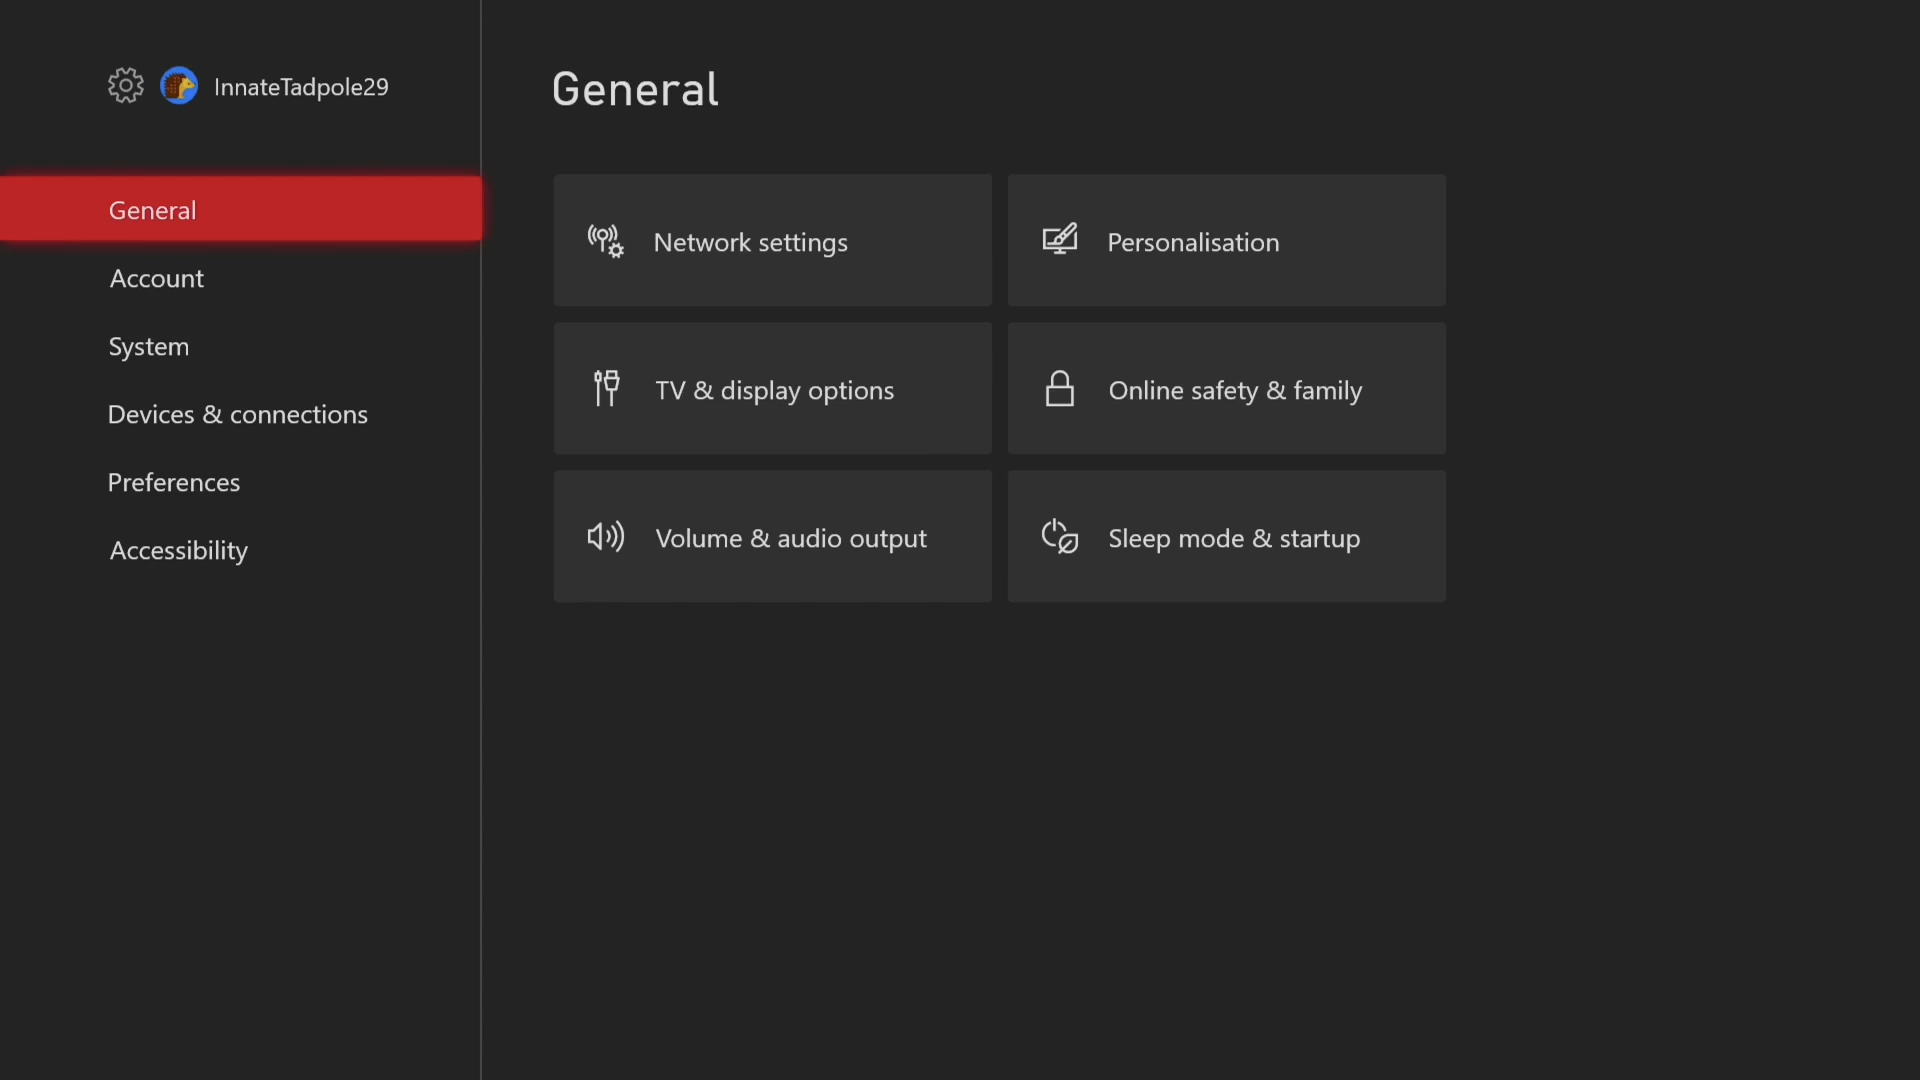 InnateTadpole29
General
Account
System
Devices & connections
Preferences
Accessibility
General
Network settings
Personalisation
TV & display options
Online safety & family
Volume & audio output
Sleep mode & startup